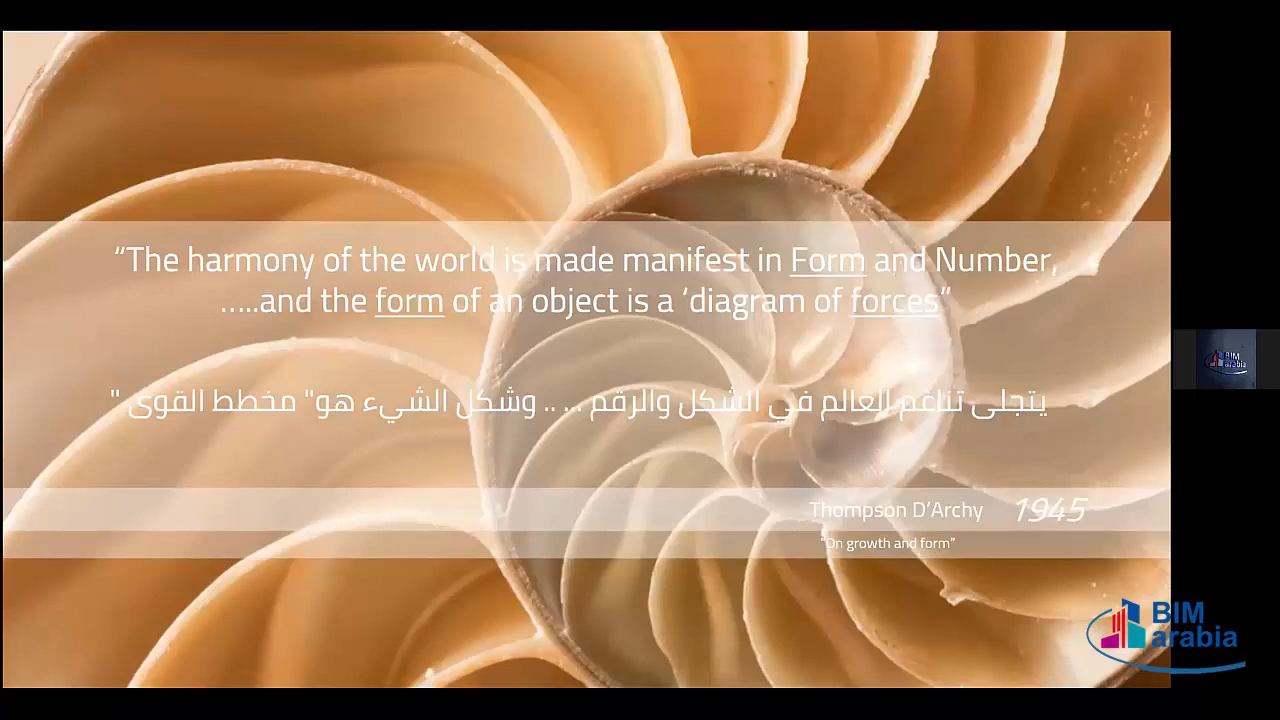 “The harmony of the world is made manifest in Form and Number,
…..and the form of an object is a ‘diagram of forces”
يتجلى تناغم العالم في الشكل والرقم ... .. وشكل الشيء هو" مخطط القوى "
Thompson D’Archy 1945
“On growth and form”
BIM
arabia
BIM
arabia